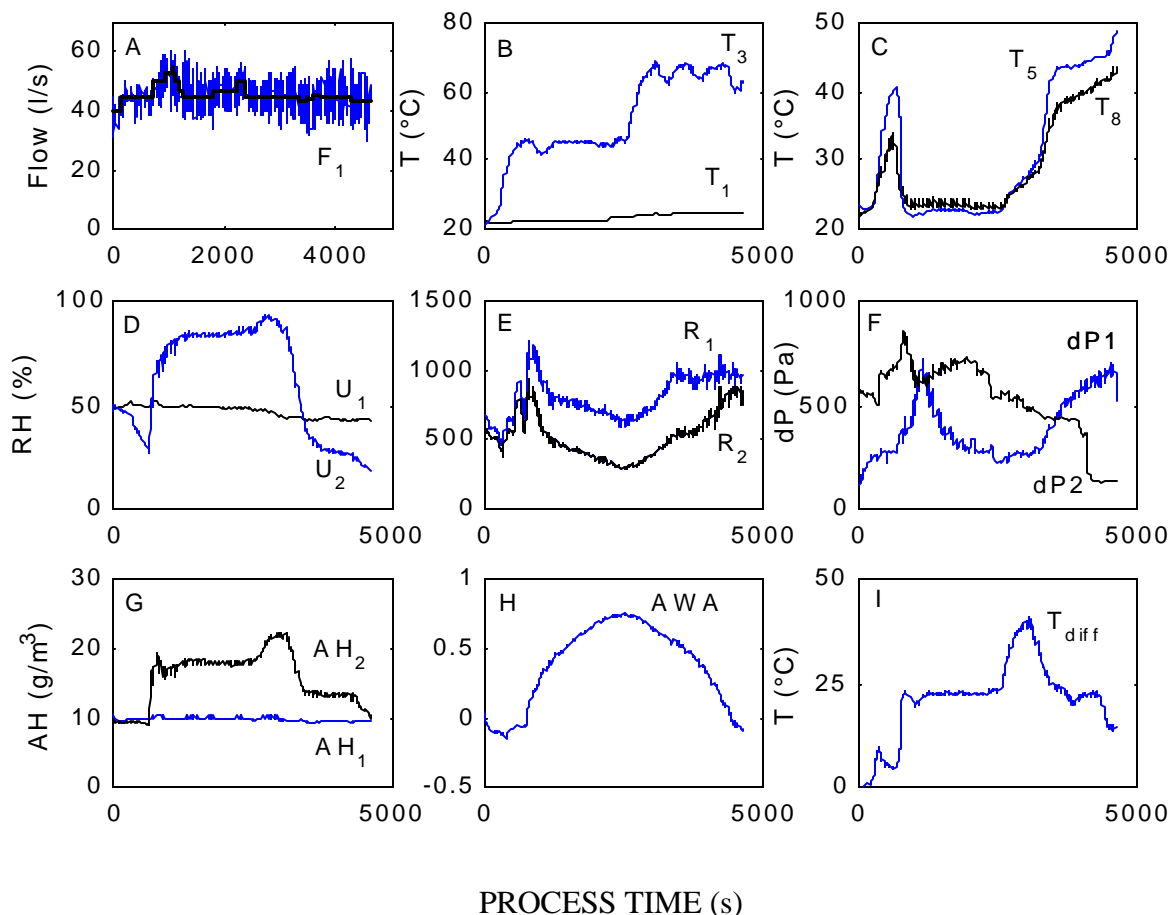 A
Flow (l/s)
60
40
20
0
0 2000 4000
F1
B
T (°C)
80
60
40
20
0 5000
T3
T1
C
T (°C)
50
40
30
20
0 5000
T5
T8
D
RH (%)
100
50
0
0 5000
U1
U2
E
1500
1000
500
0
0 5000
R1
R2
F
dP (Pa)
1000
500
0
0 5000
dP1
dP2
G
AH (g/m³)
30
20
10
0
0 5000
AH2
AH1
H
1
0.5
0
-0.5
0 5000
AWA
I
T (°C)
50
25
0
0 5000
Tdiff
PROCESS TIME (s)